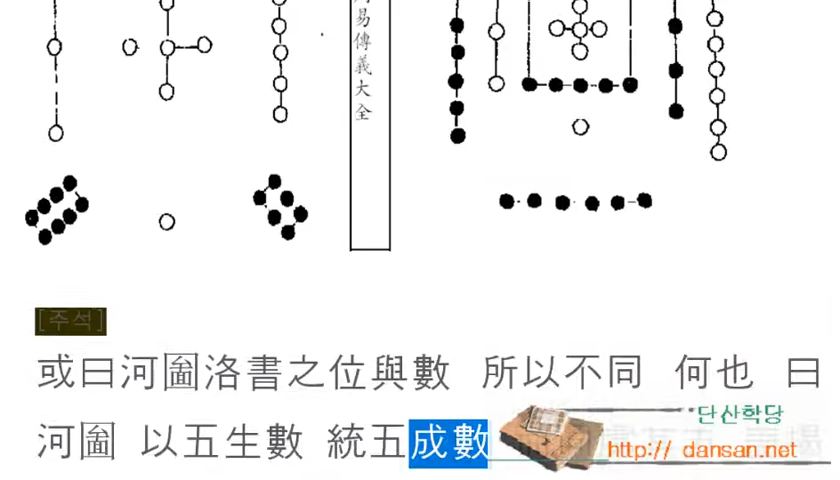 易傳義大全
[주석]
或曰河圖洛書之位與數 所以不同 何也 曰
河圖 以五生數 統五成數
단산학당
http:// dansan.net